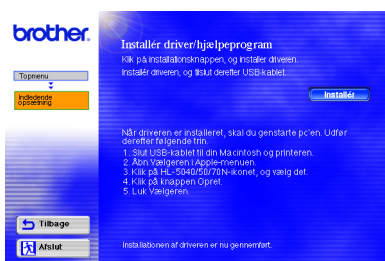 brother.
Topmenu
Indledende
opsætning
Tilbage
Afslut
Installér driver/hjælpeprogram
Klik på installationsknappen, og installer driveren.
Installér driveren, og tilslut derefter USB-kablet.
Installér
Når driveren er installeret, skal du genstarte pc'en. Udfør
derefter følgende trin.
1. Slut USB-kablet til din Macintosh og printeren.
2. Åbn Vælgeren i Apple-menuen.
3. Klik på HL-5040/50/70N-ikonet, og vælg det.
4. Klik på knappen Opret.
5. Luk Vælgeren.
Installationen af driveren er nu gennemført.